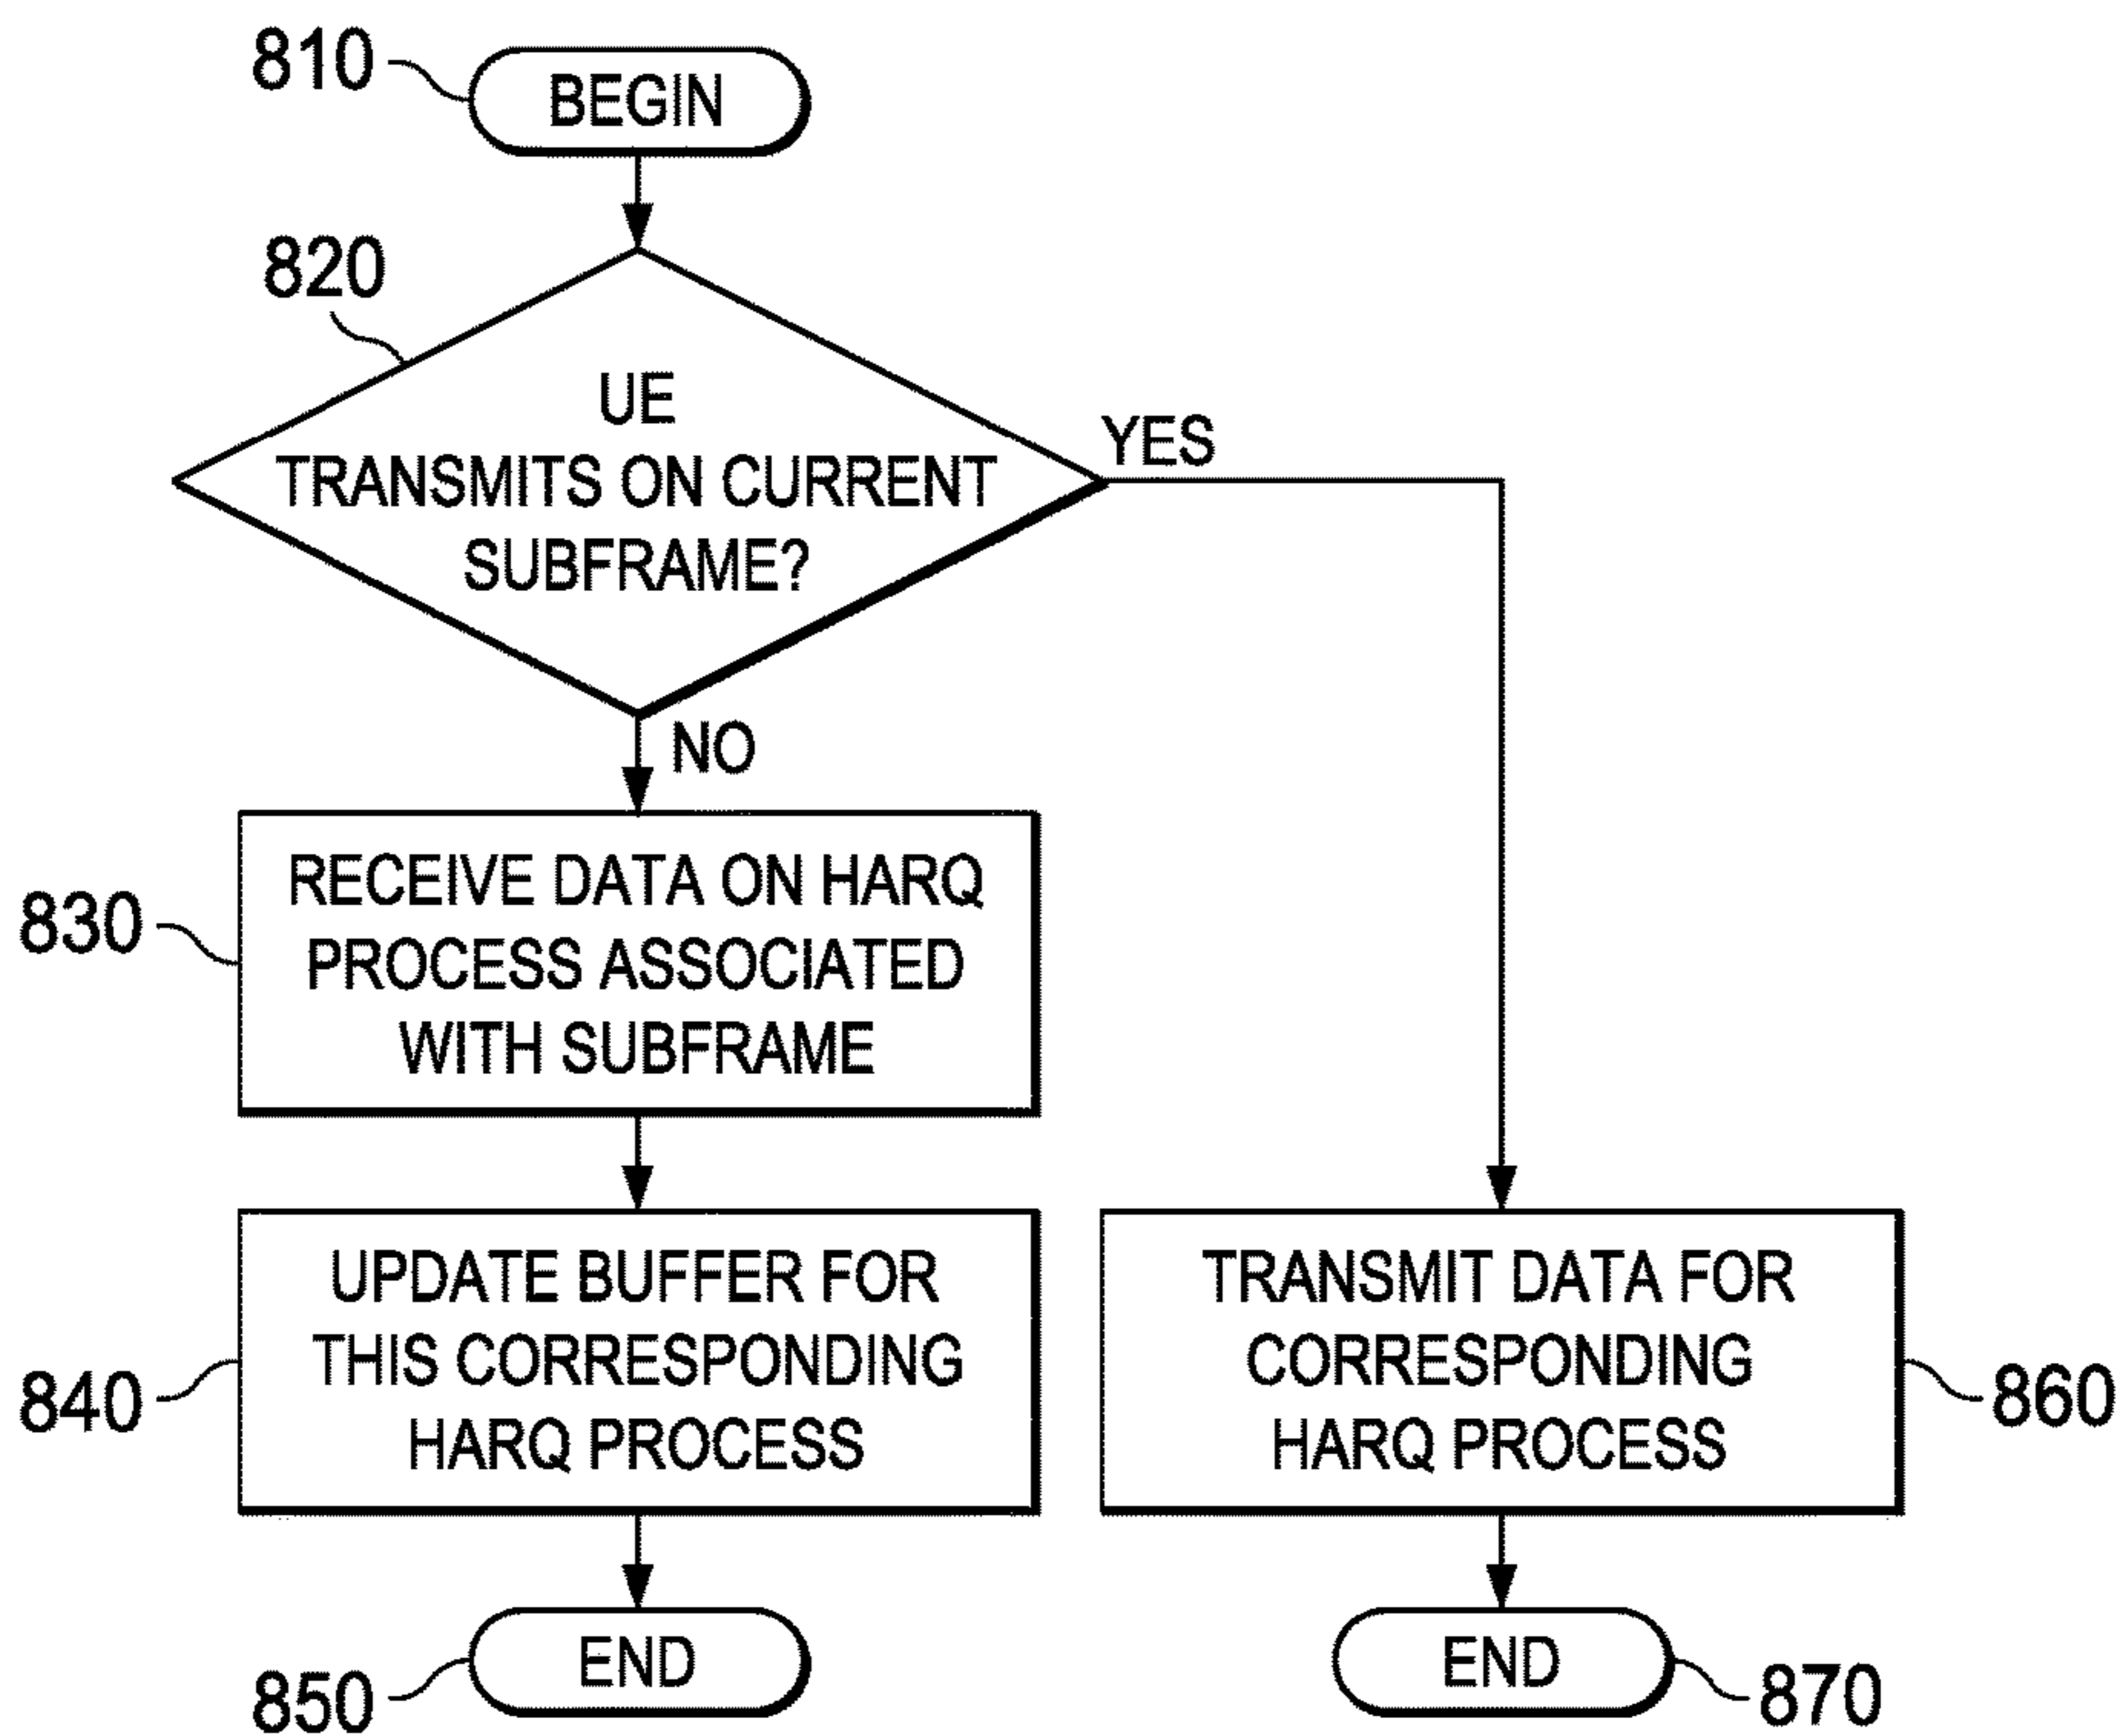 810
BEGIN
820
UE
TRANSMITS ON CURRENT
SUBFRAME?
YES
NO
830
RECEIVE DATA ON HARQ
PROCESS ASSOCIATED
WITH SUBFRAME
840
UPDATE BUFFER FOR
THIS CORRESPONDING
HARQ PROCESS
TRANSMIT DATA FOR
CORRESPONDING
HARQ PROCESS
860
850
END
END
870